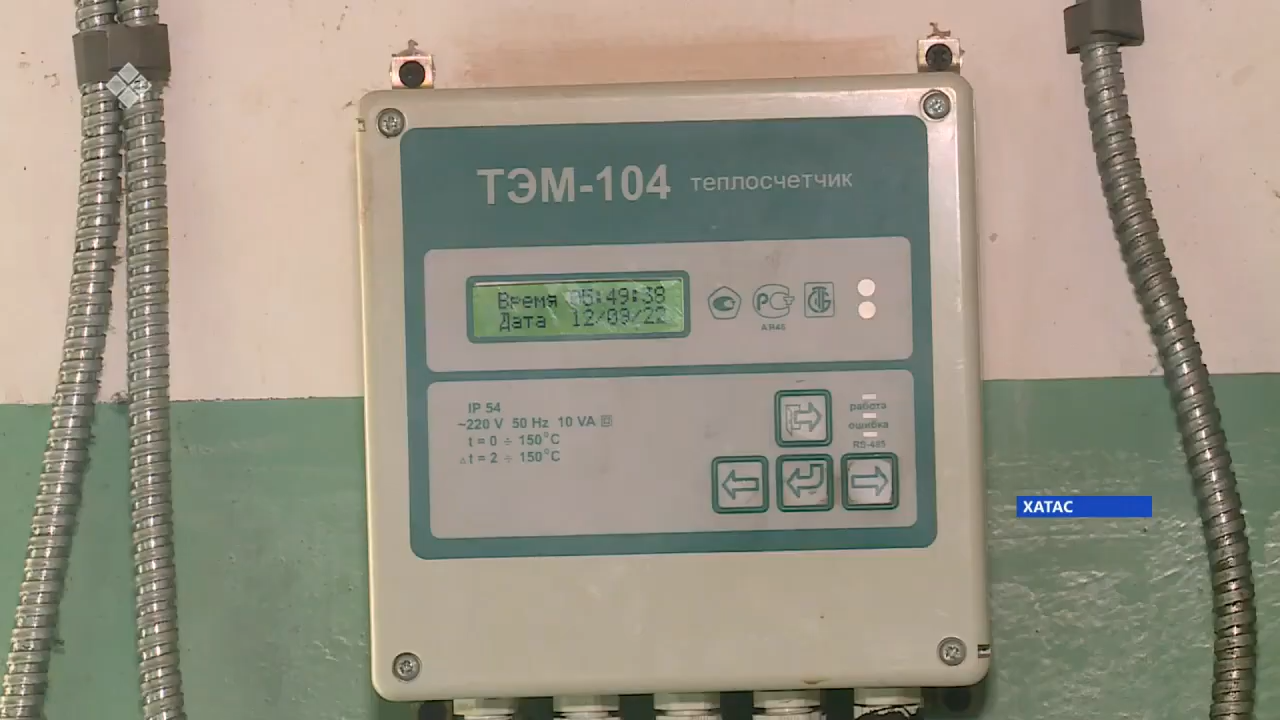 ТЭМ-104 теплосчетчик
Время 05:49:38
Дата 12/09/22
АЯ46
IP 54
~220 V 50 Hz 10 VA
t = 0 ÷ 150°C
△t = 2 ÷ 150°C
работа
ошибка
RS-485
ХАТАС